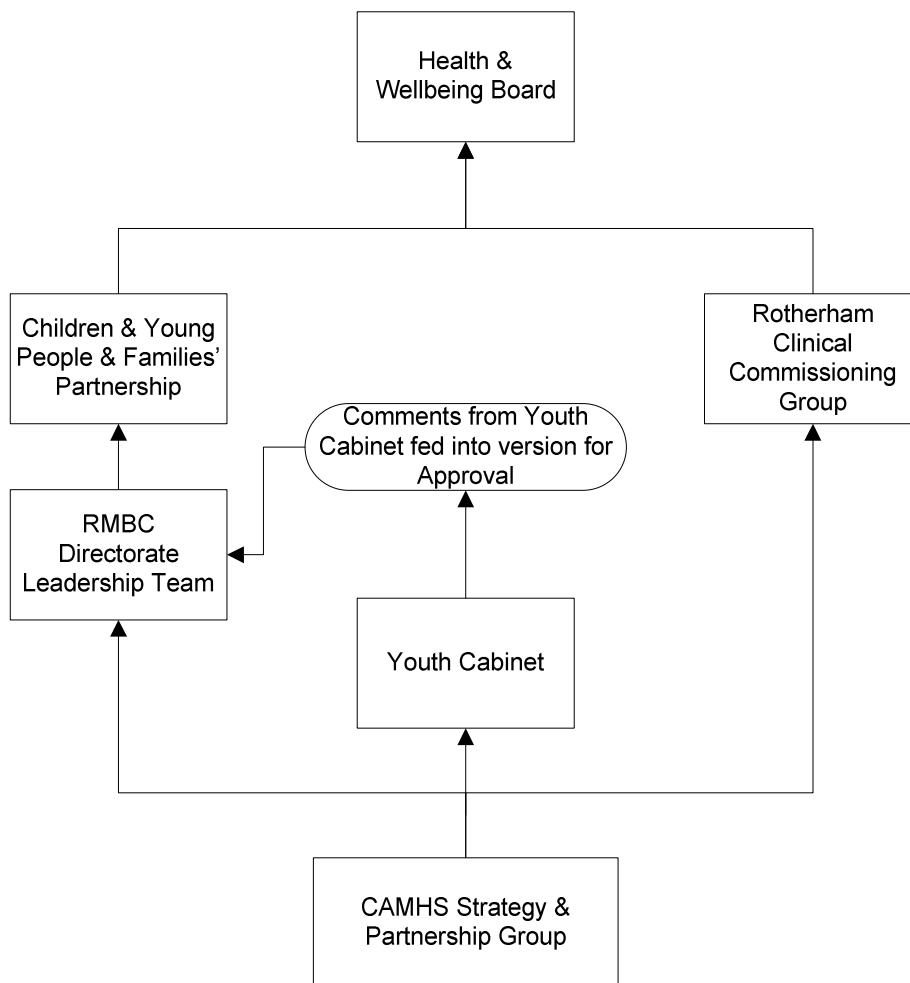 Health &
Wellbeing Board
Children & Young
People & Families’
Partnership
Rotherham
Clinical
Commissioning
Group
Comments from Youth
Cabinet fed into version for
Approval
RMBC
Directorate
Leadership Team
Youth Cabinet
CAMHS Strategy &
Partnership Group